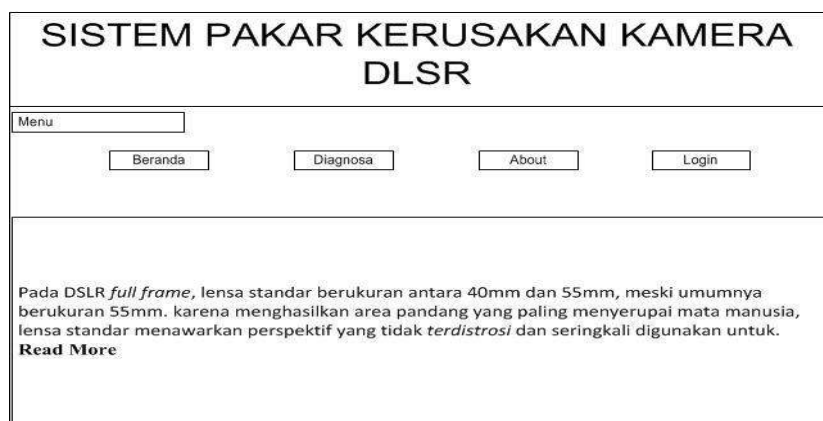 SISTEM PAKAR KERUSAKAN KAMERA
DLSR
Menu
Beranda
Diagnosa
About
Login
Pada DSLR full frame, lensa standar berukuran antara 40mm dan 55mm, meski umumnya
berukuran 55mm. karena menghasilkan area pandang yang paling menyerupai mata manusia,
lensa standar menawarkan perspektif yang tidak terdistrosi dan seringkali digunakan untuk.
Read More